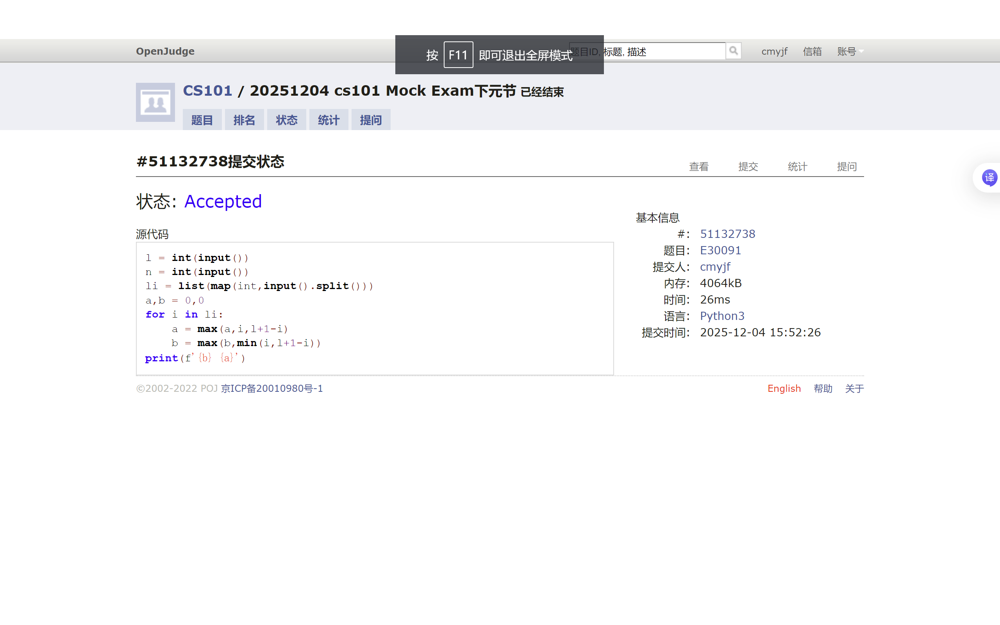 OpenJudge
按 F11 即可退出全屏模式
题目ID, 标题, 描述
cmyjf 信箱 账号
CS101 / 20251204 cs101 Mock Exam下元节 已经结束
题目 排名 状态 统计 提问
#51132738提交状态
查看 提交 统计 提问
译
状态: Accepted
源代码
l = int(input())
n = int(input())
li = list(map(int,input().split()))
a,b = 0,0
for i in li:
    a = max(a,i,l+1-i)
    b = max(b,min(i,l+1-i))
print(f'{b} {a}')
基本信息
#: 51132738
题目: E30091
提交人: cmyjf
内存: 4064kB
时间: 26ms
语言: Python3
提交时间: 2025-12-04 15:52:26
©2002-2022 POJ 京ICP备20010980号-1
English 帮助 关于